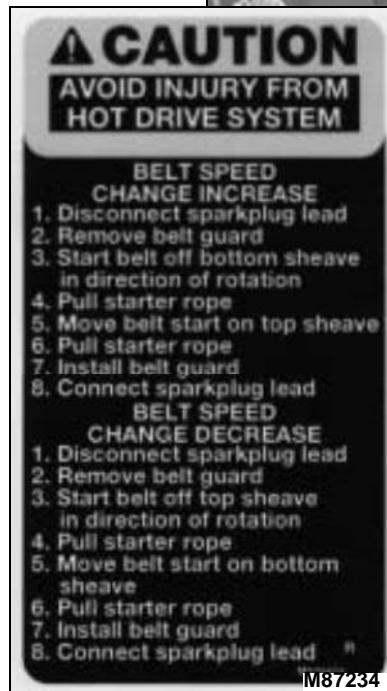 CAUTION
AVOID INJURY FROM
HOT DRIVE SYSTEM
BELT SPEED
CHANGE INCREASE
1. Disconnect sparkplug lead
2. Remove belt guard
3. Start belt off bottom sheave
in direction of rotation
4. Pull starter rope
5. Move belt start on top sheave
6. Pull starter rope
7. Install belt guard
8. Connect sparkplug lead
BELT SPEED
CHANGE DECREASE
1. Disconnect sparkplug lead
2. Remove belt guard
3. Start belt off top sheave
in direction of rotation
4. Pull starter rope
5. Move belt start on bottom
sheave
6. Pull starter rope
7. Install belt guard
8. Connect sparkplug lead
M87234